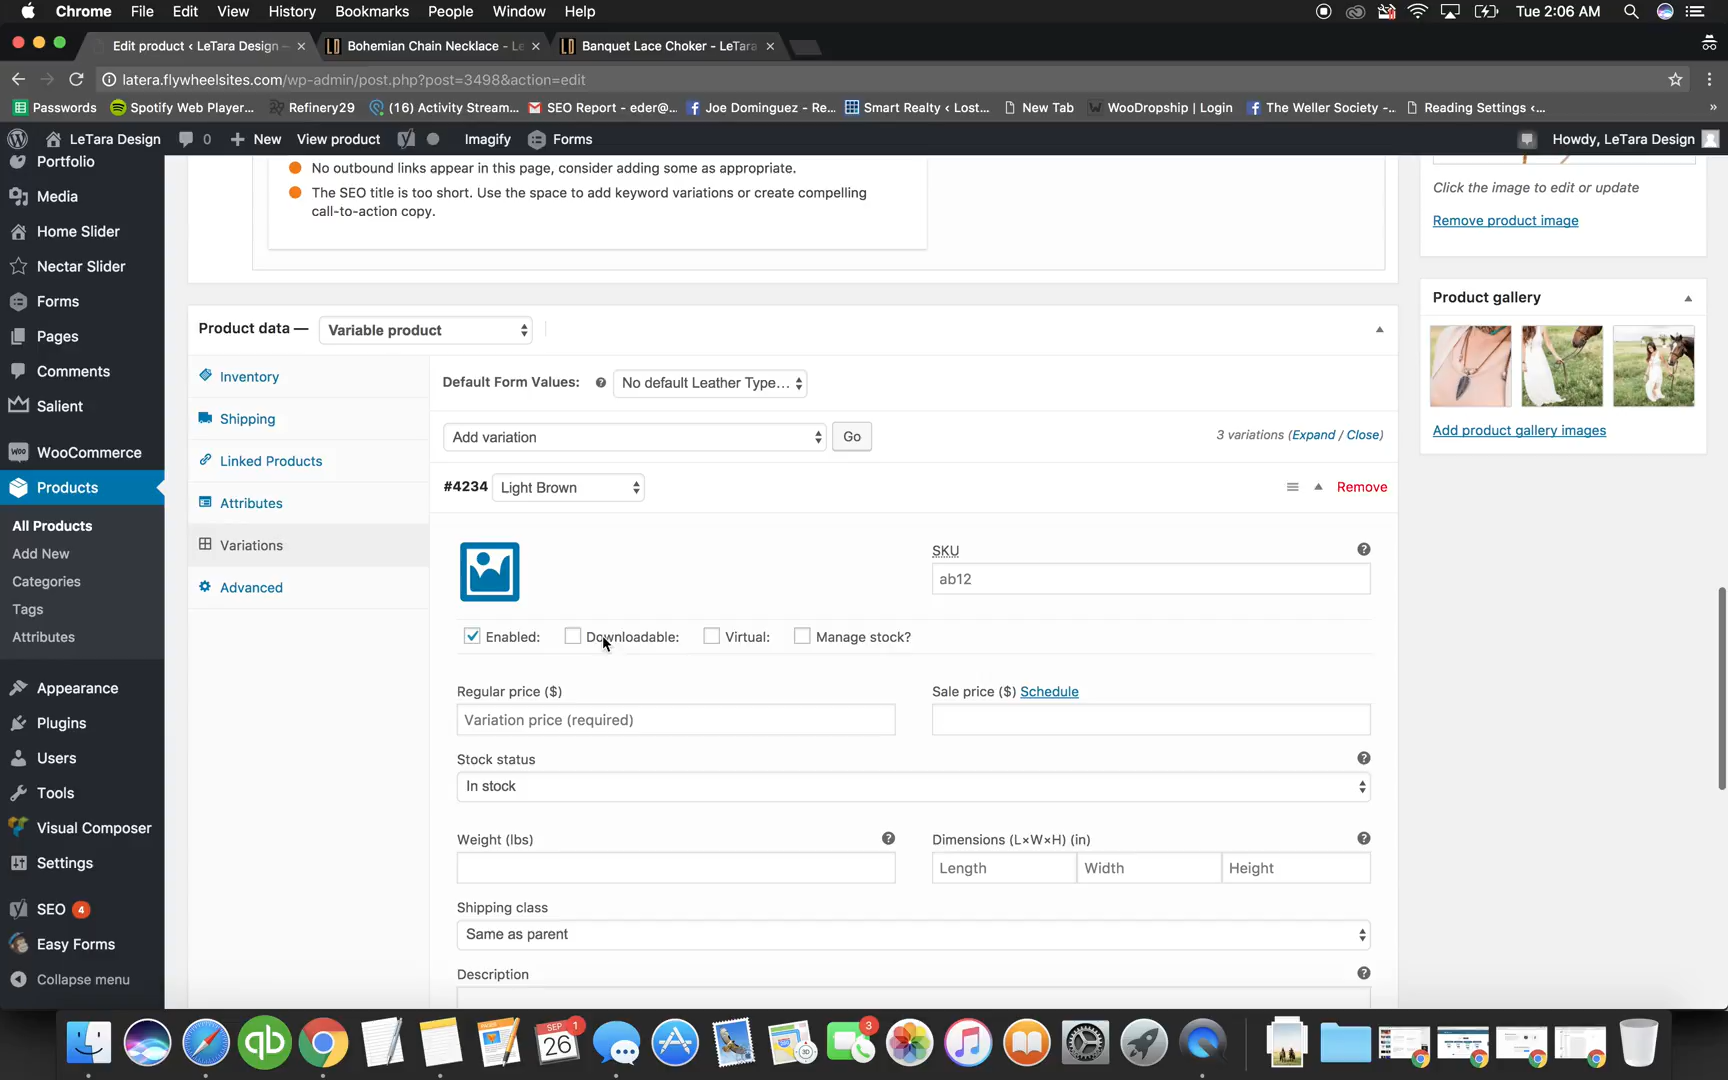 Chrome File Edit View History Bookmarks People Window Help Tue 2:06 AM
Edit product ‹ LeTara Design – × Bohemian Chain Necklace - Le × Banquet Lace Choker - LeTara ×
latera.flywheelsites.com/wp-admin/post.php?post=3498&action=edit
Passwords Spotify Web Player... Refinery29 (16) Activity Stream... SEO Report - eder@... Joe Dominguez - Re... Smart Realty ‹ Lost... New Tab WooDropship | Login The Weller Society -... Reading Settings ‹... »
LeTara Design 0 + New View product Imagify Forms Howdy, LeTara Design
Portfolio
Media
Home Slider
Nectar Slider
Forms
Pages
Comments
Salient
WooCommerce
Products
All Products
Add New
Categories
Tags
Attributes
Appearance
Plugins
Users
Tools
Visual Composer
Settings
SEO 4
Easy Forms
Collapse menu
No outbound links appear in this page, consider adding some as appropriate.
The SEO title is too short. Use the space to add keyword variations or create compelling
call-to-action copy.
Product data — Variable product
Inventory
Shipping
Linked Products
Attributes
Variations
Advanced
Default Form Values: ? No default Leather Type...
Add variation Go 3 variations (Expand / Close)
#4234 Light Brown Remove
SKU ?
ab12
Enabled: Downloadable: Virtual: Manage stock?
Regular price ($) Sale price ($) Schedule
Variation price (required)
Stock status ?
In stock
Weight (lbs) ? Dimensions (L×W×H) (in) ?
Length Width Height
Shipping class
Same as parent
Description ?
Click the image to edit or update
Remove product image
Product gallery
Add product gallery images
SEP 1
26
PAGES
3D
3
qb